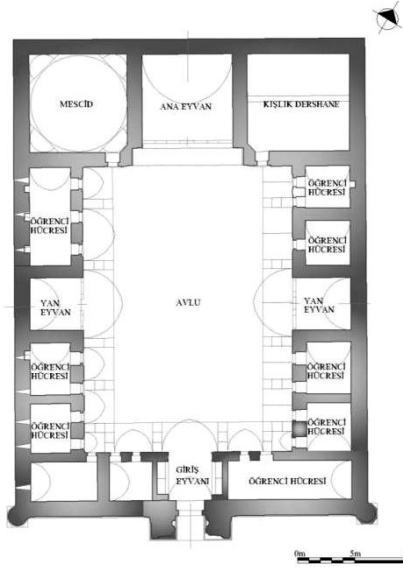 MESCİD
ANA EYVAN
KIŞLIK DERSHANE
ÖĞRENCİ
HÜCRESİ
ÖĞRENCİ
HÜCRESİ
ÖĞRENCİ
HÜCRESİ
YAN
EYVAN
AVLU
YAN
EYVAN
ÖĞRENCİ
HÜCRESİ
ÖĞRENCİ
HÜCRESİ
ÖĞRENCİ
HÜCRESİ
ÖĞRENCİ
HÜCRESİ
GİRİŞ
EYVANI
ÖĞRENCİ HÜCRESİ
0m 5m